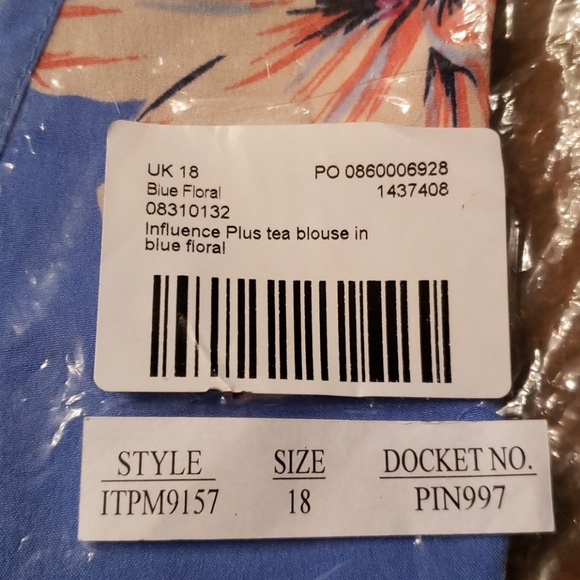 UK 18 PO 0860006928
Blue Floral 1437408
08310132
Influence Plus tea blouse in
blue floral
STYLE SIZE DOCKET NO.
ITPM9157 18 PIN997